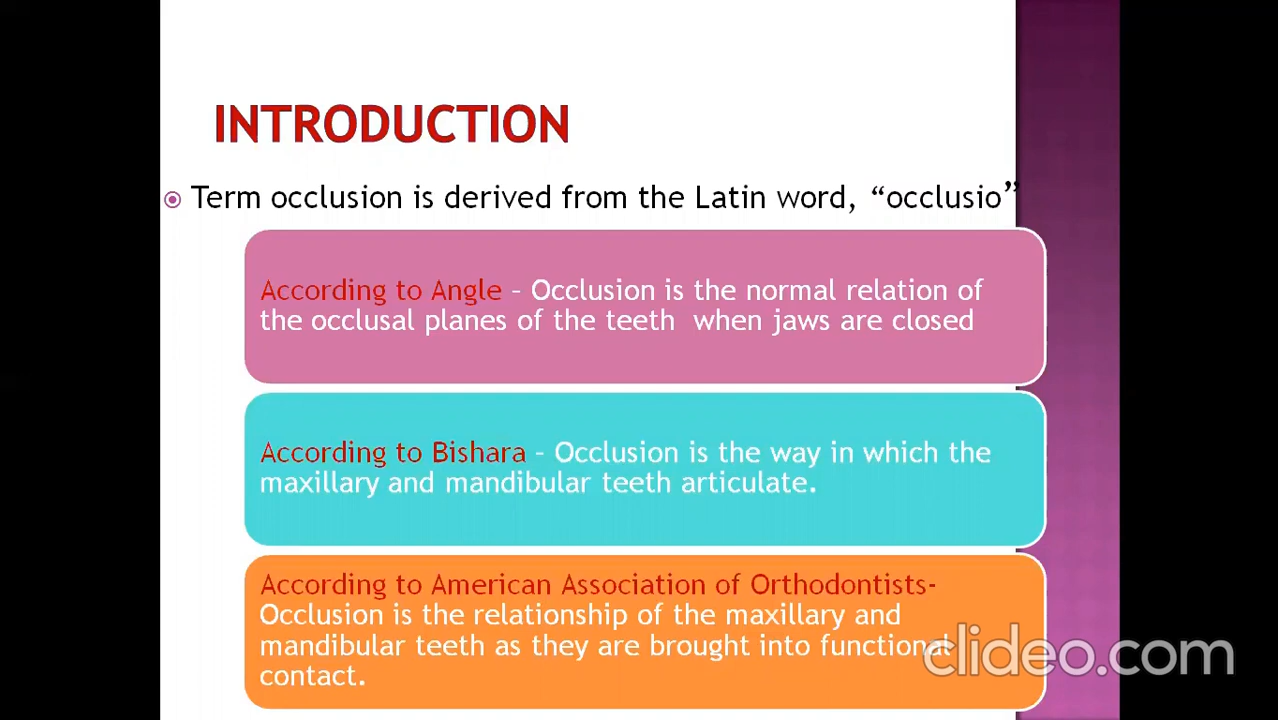 INTRODUCTION
Term occlusion is derived from the Latin word, “occlusio”
According to Angle – Occlusion is the normal relation of
the occlusal planes of the teeth when jaws are closed
According to Bishara – Occlusion is the way in which the
maxillary and mandibular teeth articulate.
According to American Association of Orthodontists-
Occlusion is the relationship of the maxillary and
mandibular teeth as they are brought into functional
contact.
clideo.com